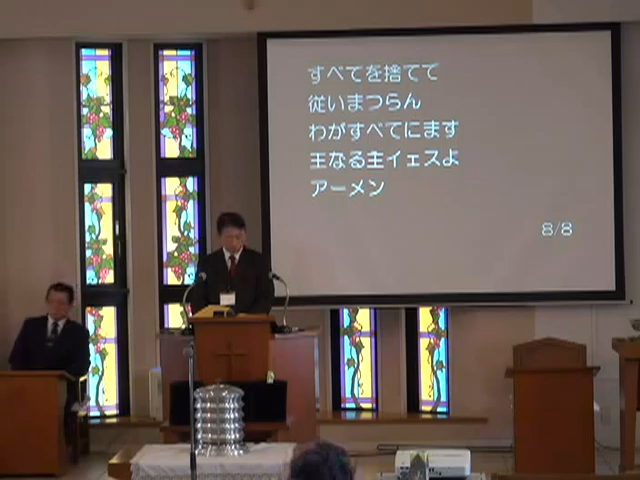 すべてを捨てて
従いまつらん
わがすべてにます
王なる主イェスよ
アーメン
8/8